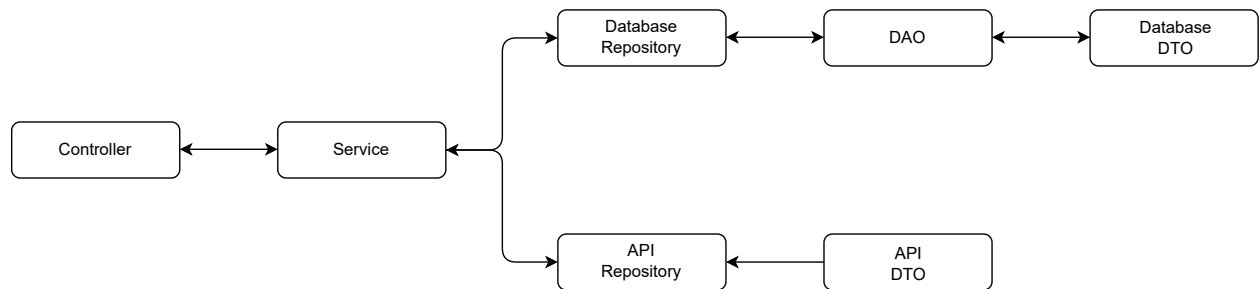 Database
Repository
DAO
Database
DTO
Controller
Service
API
Repository
API
DTO